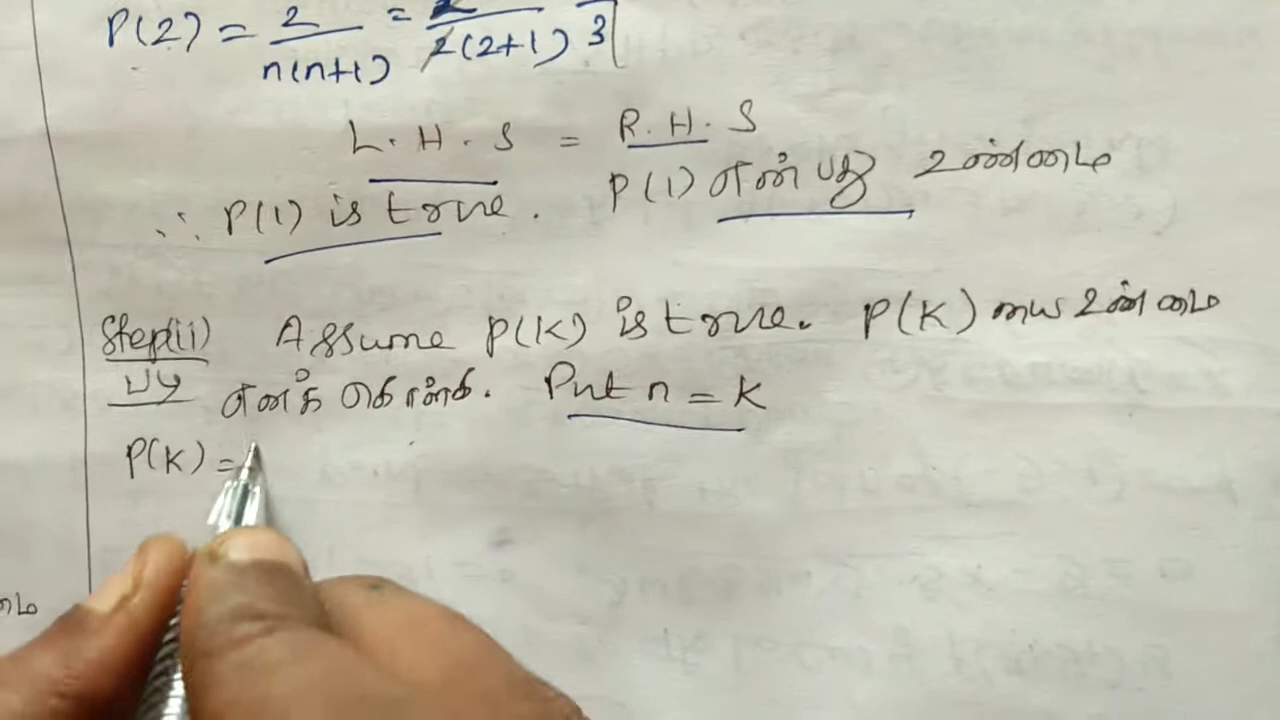 P(2) = 2/n(n+1) = 2/2(2+1) 3
L.H.S = R.H.S
∴ P(1) is true. P(1) என்பது உண்மை
Step(ii) Assume P(K) is true. P(K) யை உண்மை
படி எனக் கொள்க. Put n = K
P(K) =
மை